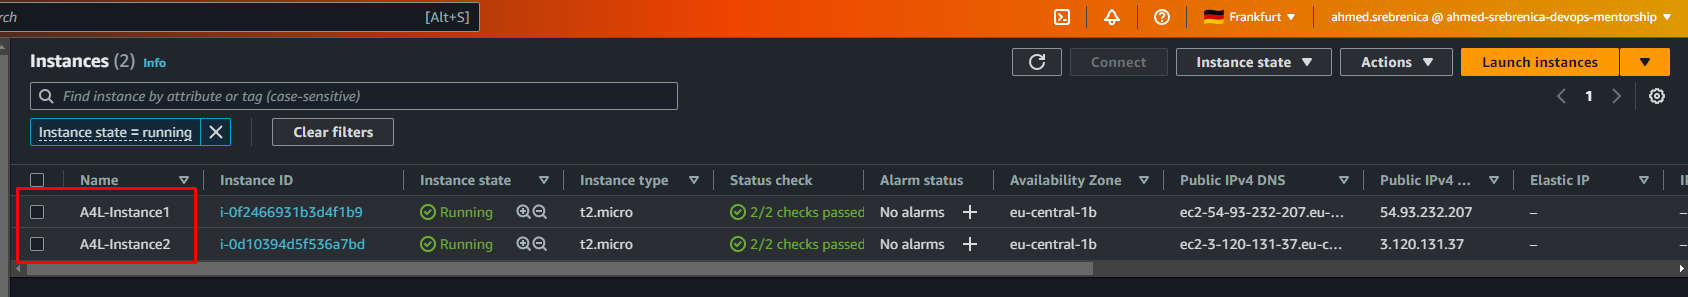 rch [Alt+S] Frankfurt ▼ ahmed.srebrenica @ ahmed-srebrenica-devops-mentorship ▼
Instances (2) Info Connect Instance state ▼ Actions ▼ Launch instances ▼
Find instance by attribute or tag (case-sensitive) 1
Instance state = running Clear filters
Name Instance ID Instance state Instance type Status check Alarm status Availability Zone Public IPv4 DNS Public IPv4 ... Elastic IP
A4L-Instance1 i-0f2466931b3d4f1b9 Running t2.micro 2/2 checks passed No alarms + eu-central-1b ec2-54-93-232-207.eu-... 54.93.232.207 –
A4L-Instance2 i-0d10394d5f536a7bd Running t2.micro 2/2 checks passed No alarms + eu-central-1b ec2-3-120-131-37.eu-c... 3.120.131.37 –